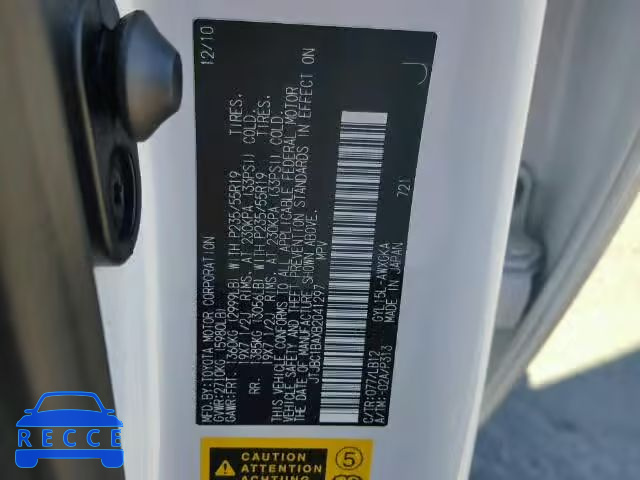 MFD.BY:TOYOTA MOTOR CORPORATION 12/10
GVWR:2710KG (5980LB)
GAWR:FRT. 1360KG (2999LB) WITH P235/55R19 TIRES,
19X7 1/2J RIMS, AT 230KPA (33PSI) COLD.
RR. 1385KG (3056LB) WITH P235/55R19 TIRES,
19X7 1/2J RIMS, AT 230KPA (33PSI) COLD.
THIS VEHICLE CONFORMS TO ALL APPLICABLE FEDERAL MOTOR
VEHICLE SAFETY AND THEFT PREVENTION STANDARDS IN EFFECT ON
THE DATE OF MANUFACTURE SHOWN ABOVE.
JTJBC1BAXB2041297 MPV
C/TR:077/LB12 GYL15L-AWXGKA
A/TM:-02A/P313 MADE IN JAPAN 721
J
CAUTION
ATTENTION
ACHTUNG
5
RECCE